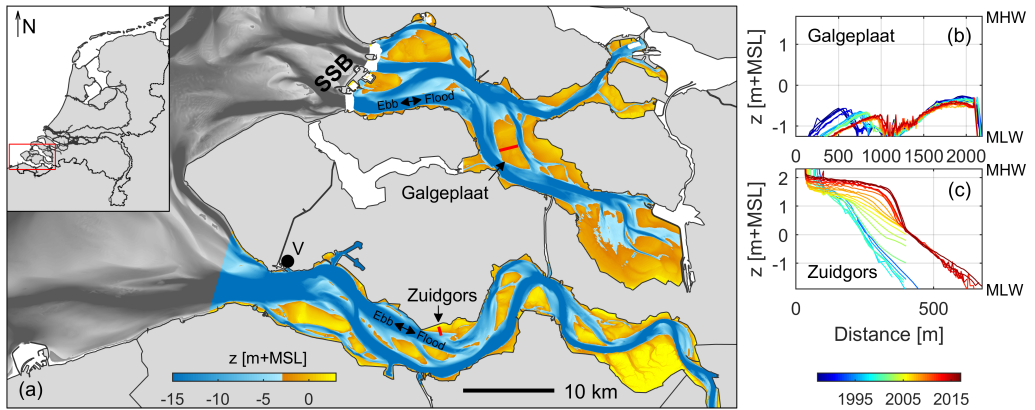 N
SSB
Ebb Flood
Galgeplaat
V
Zuidgors
Ebb Flood
z [m+MSL]
(a)
-15 -10 -5 0
10 km
MHW
Galgeplaat (b)
z [m+MSL]
1
0
-1
MLW
0 500 1000 1500 2000
MHW
(c)
z [m+MSL]
2
1
0
-1
Zuidgors
MLW
0 500
Distance [m]
1995 2005 2015